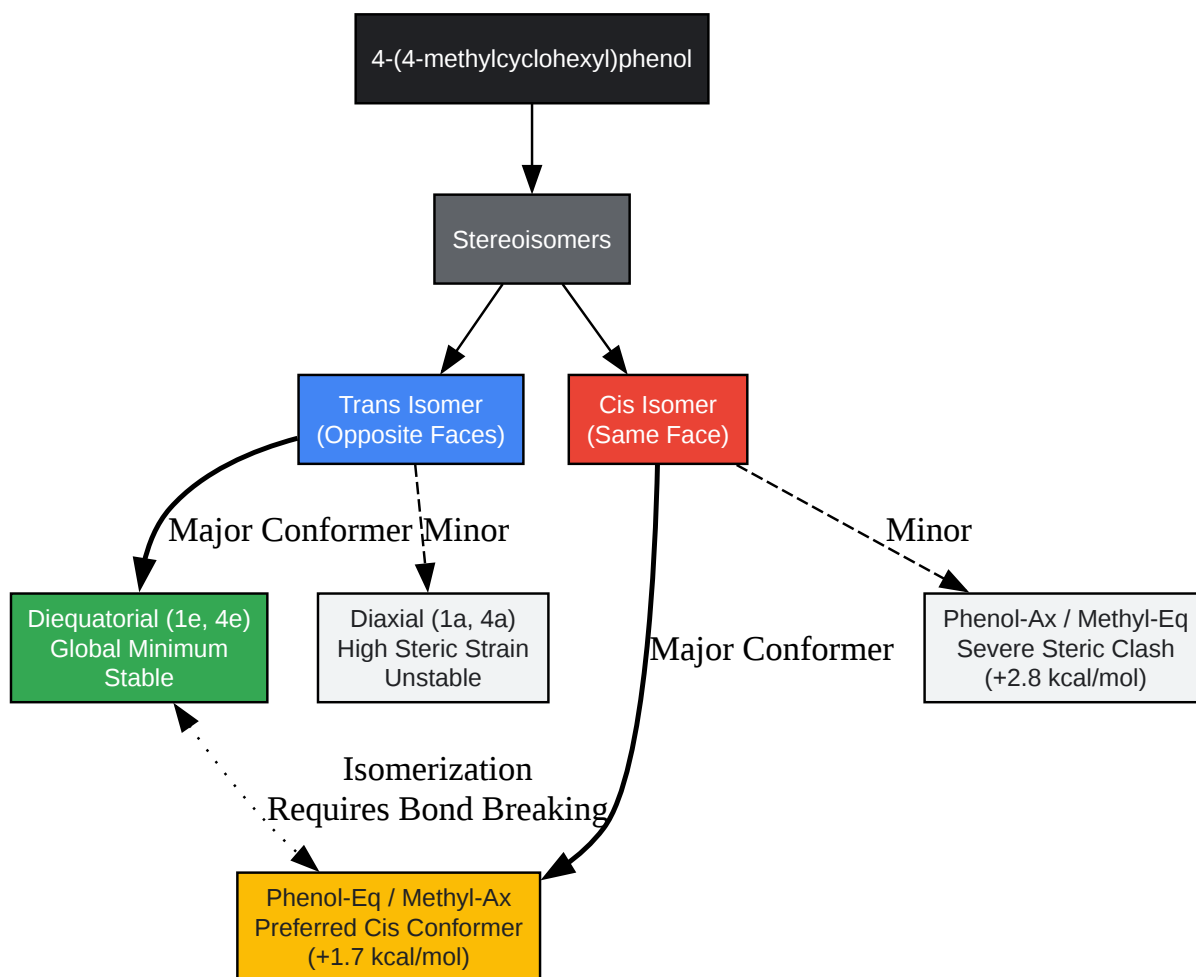 4-(4-methylcyclohexyl)phenol
Stereoisomers
Trans Isomer
(Opposite Faces)
Cis Isomer
(Same Face)
Major Conformer
Minor
Minor
Diequatorial (1e, 4e)
Global Minimum
Stable
Diaxial (1a, 4a)
High Steric Strain
Unstable
Major Conformer
Phenol-Ax / Methyl-Eq
Severe Steric Clash
(+2.8 kcal/mol)
Isomerization
Requires Bond Breaking
Phenol-Eq / Methyl-Ax
Preferred Cis Conformer
(+1.7 kcal/mol)